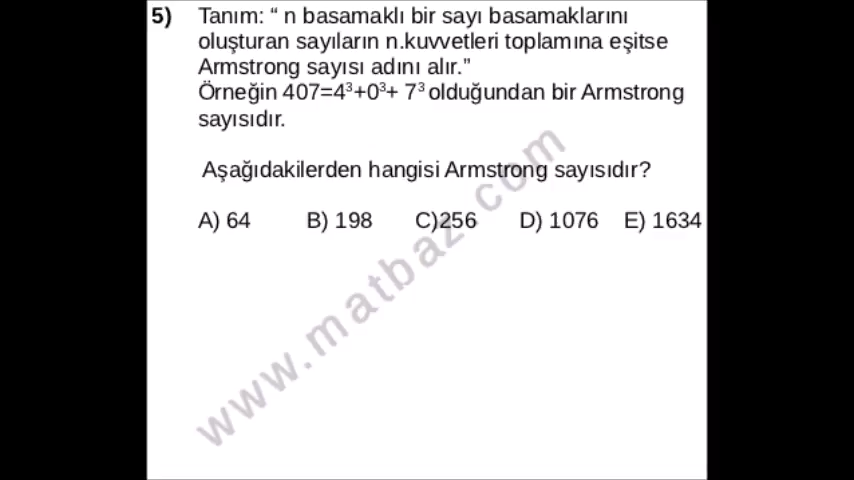 5) Tanım: “ n basamaklı bir sayı basamaklarını
oluşturan sayıların n.kuvvetleri toplamına eşitse
Armstrong sayısı adını alır.”
Örneğin 407=4³+0³+ 7³ olduğundan bir Armstrong
sayısıdır.
Aşağıdakilerden hangisi Armstrong sayısıdır?
A) 64 B) 198 C)256 D) 1076 E) 1634
www.matbaz.com